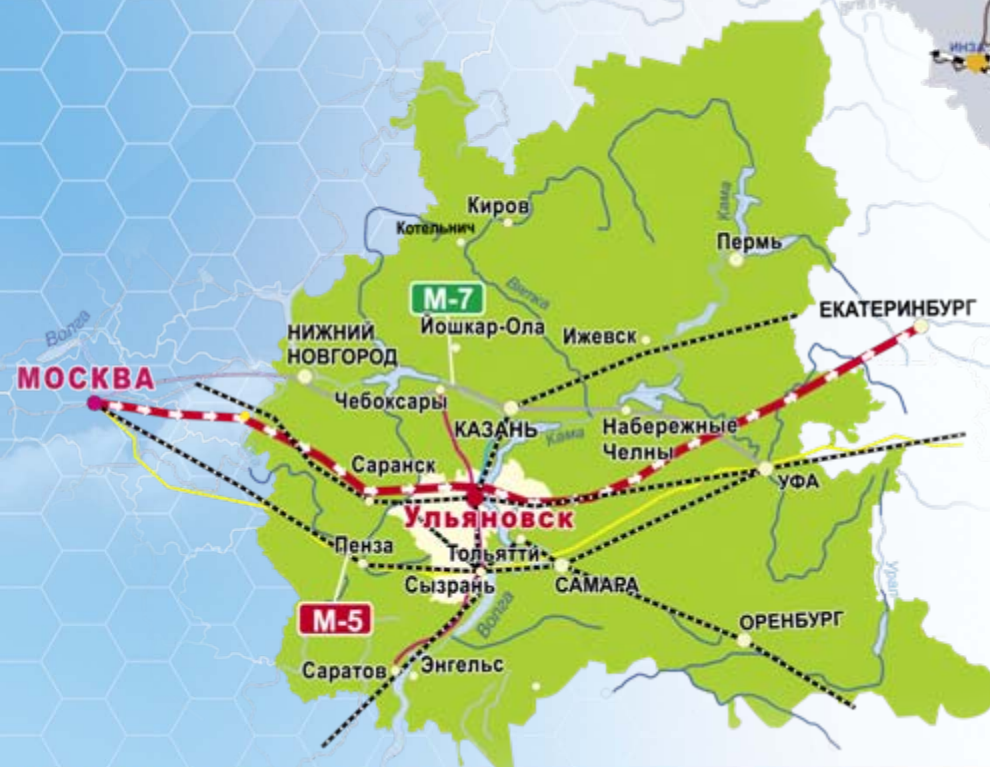 ИНЗА
Кама
Киров
Котельнич
Пермь
Вятка
М-7
ЕКАТЕРИНБУРГ
Волга
НИЖНИЙ
НОВГОРОД
Йошкар-Ола
Ижевск
МОСКВА
Чебоксары
КАЗАНЬ
Кама
Набережные
Челны
Саранск
УФА
Ульяновск
Пенза
Тольятти
Сызрань
САМАРА
Урал
Волга
М-5
ОРЕНБУРГ
Саратов
Энгельс